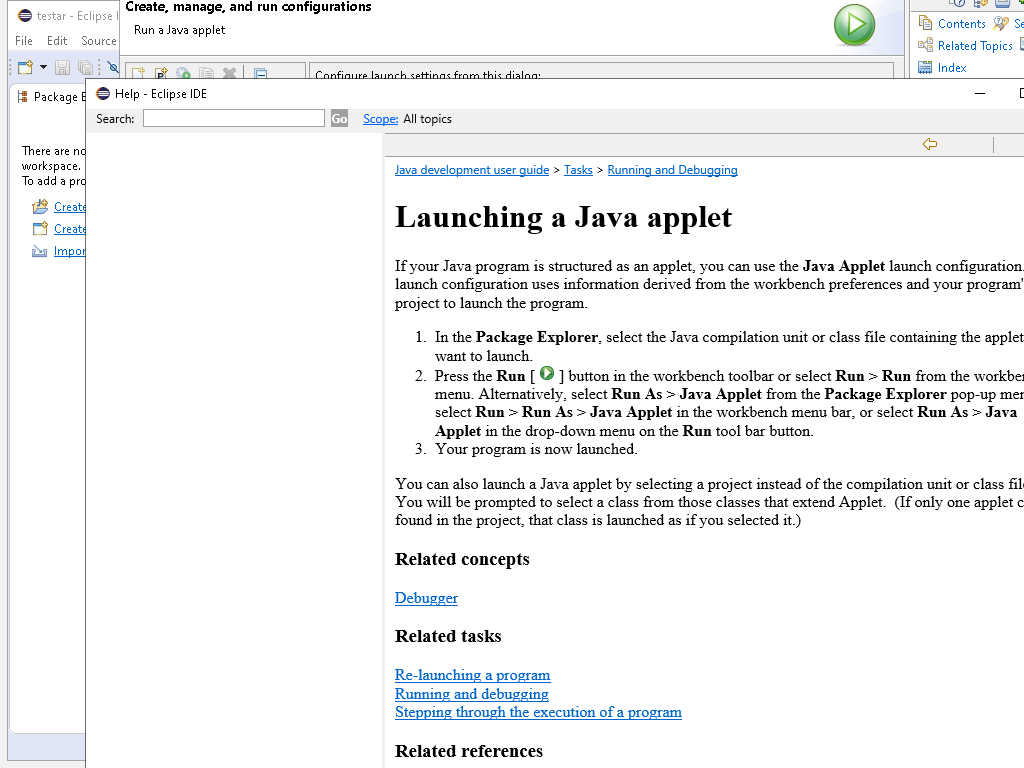 testar - Eclipse I
File Edit Source
Package E
There are no
workspace.
To add a pro
Create
Create
Impor
Create, manage, and run configurations
Run a Java applet
Configure launch settings from this dialog:
Contents Se
Related Topics
Index
Help - Eclipse IDE
Search: Go Scope: All topics
Java development user guide > Tasks > Running and Debugging
Launching a Java applet
If your Java program is structured as an applet, you can use the Java Applet launch configuration.
launch configuration uses information derived from the workbench preferences and your program'
project to launch the program.
1. In the Package Explorer, select the Java compilation unit or class file containing the applet
want to launch.
2. Press the Run [ ] button in the workbench toolbar or select Run > Run from the workber
menu. Alternatively, select Run As > Java Applet from the Package Explorer pop-up mer
select Run > Run As > Java Applet in the workbench menu bar, or select Run As > Java
Applet in the drop-down menu on the Run tool bar button.
3. Your program is now launched.
You can also launch a Java applet by selecting a project instead of the compilation unit or class file
You will be prompted to select a class from those classes that extend Applet. (If only one applet c
found in the project, that class is launched as if you selected it.)
Related concepts
Debugger
Related tasks
Re-launching a program
Running and debugging
Stepping through the execution of a program
Related references